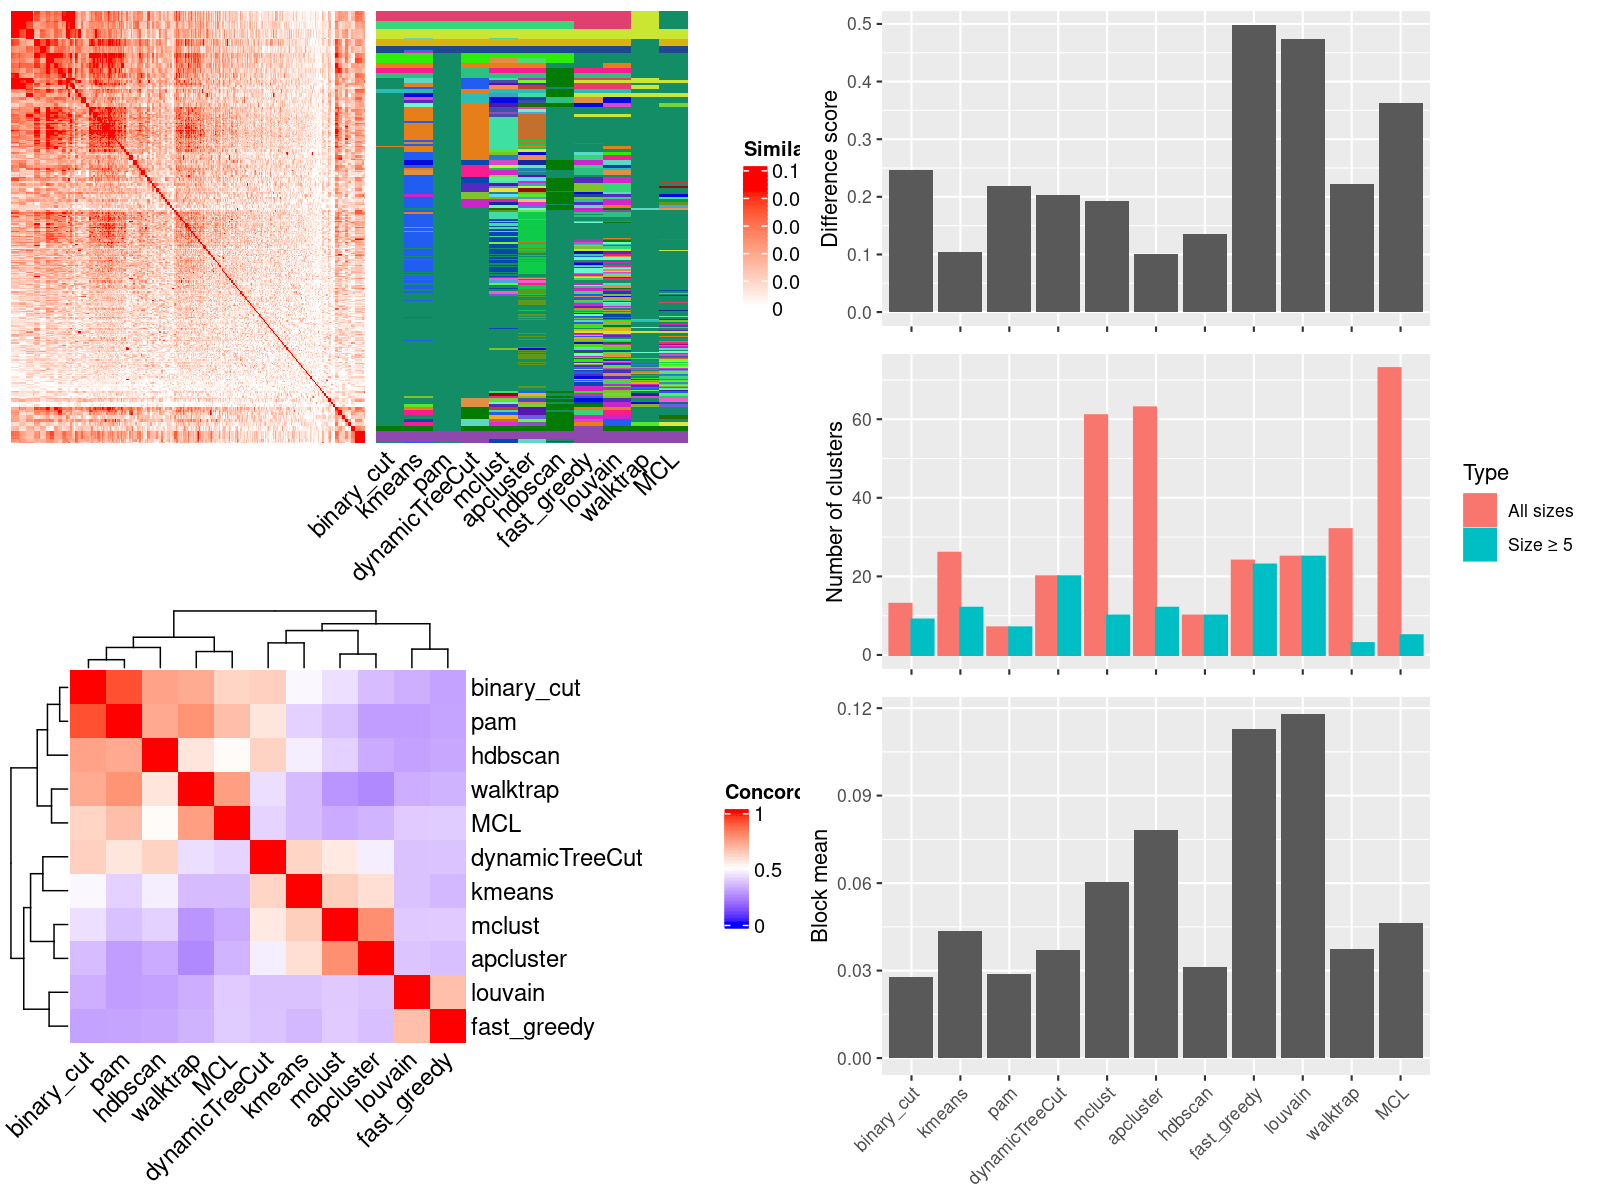 Simila
0.1
0.0
0.0
0.0
0
binary_cut
kmeans
pam
dynamicTreeCut
mclust
apcluster
hdbscan
fast_greedy
louvain
walktrap
MCL
binary_cut
pam
hdbscan
walktrap
MCL
dynamicTreeCut
kmeans
mclust
apcluster
louvain
fast_greedy
binary_cut
pam
hdbscan
walktrap
MCL
dynamicTreeCut
kmeans
mclust
apcluster
louvain
fast_greedy
Concord
1
0.5
0
Difference score
0.5
0.4
0.3
0.2
0.1
0.0
Number of clusters
60
40
20
0
Type
All sizes
Size ≥ 5
Block mean
0.12
0.09
0.06
0.03
0.00
binary_cut
kmeans
pam
dynamicTreeCut
mclust
apcluster
hdbscan
fast_greedy
louvain
walktrap
MCL